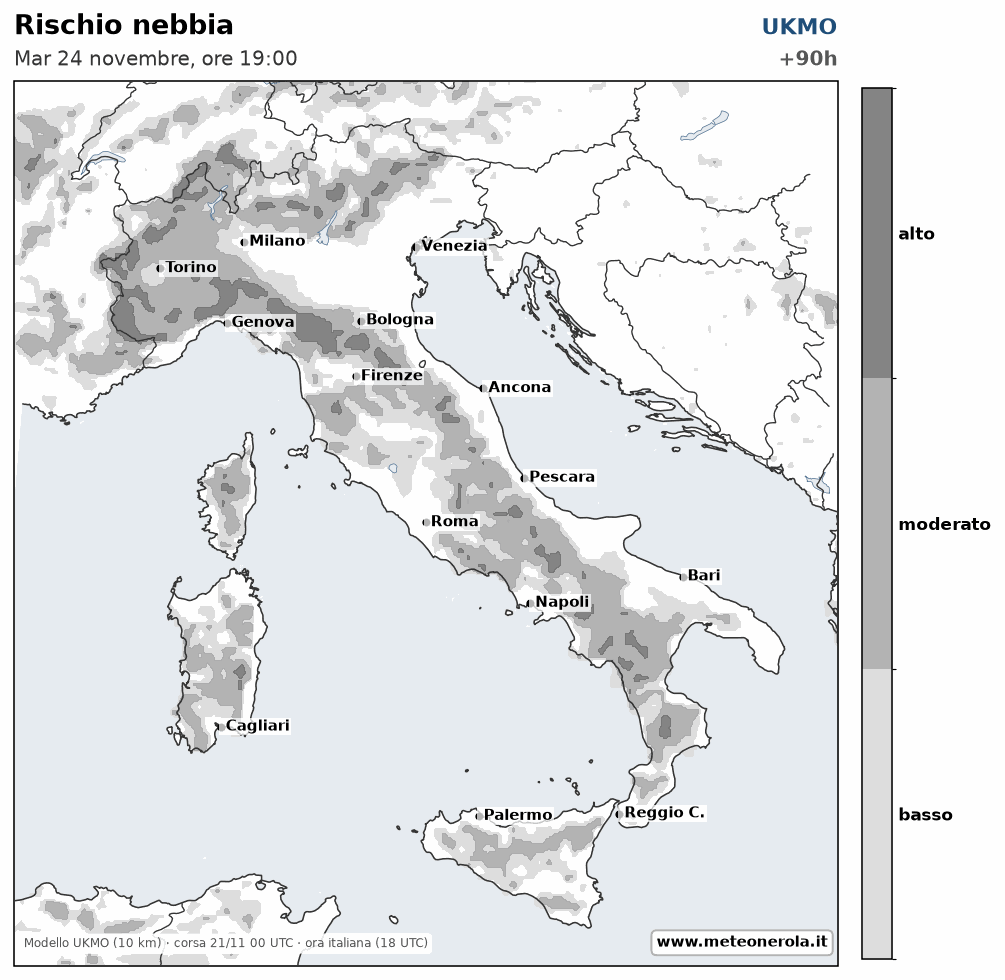 Rischio nebbia
UKMO
Mar 24 novembre, ore 19:00
+90h
alto
Milano
Venezia
Torino
Genova
Bologna
Firenze
Ancona
Pescara
Roma
moderato
Bari
Napoli
Cagliari
Palermo
Reggio C.
basso
Modello UKMO (10 km) · corsa 21/11 00 UTC · ora italiana (18 UTC)
www.meteonerola.it